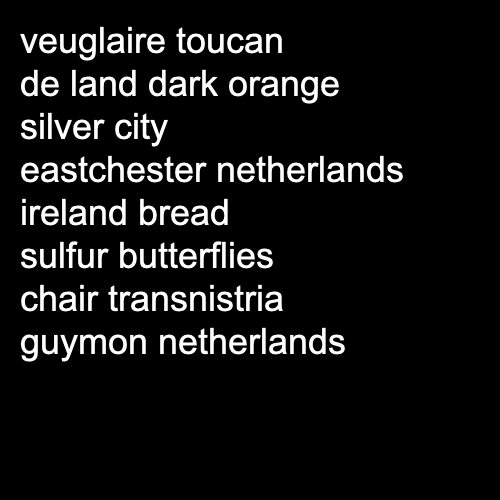 veuglaire toucan
de land dark orange
silver city
eastchester netherlands
ireland bread
sulfur butterflies
chair transnistria
guymon netherlands